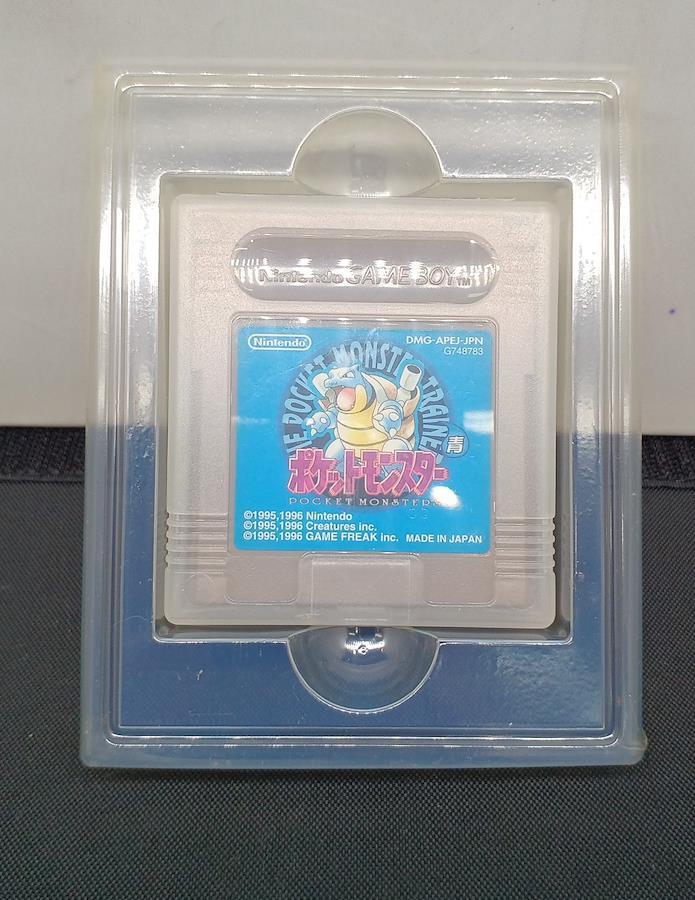 Nintendo GAME BOY™
Nintendo
DMG-APEJ-JPN
G748783
THE POCKET MONSTER TRAINER
青
ポケットモンスター
POCKET MONSTERS
©1995,1996 Nintendo
©1995,1996 Creatures inc.
©1995,1996 GAME FREAK inc. MADE IN JAPAN